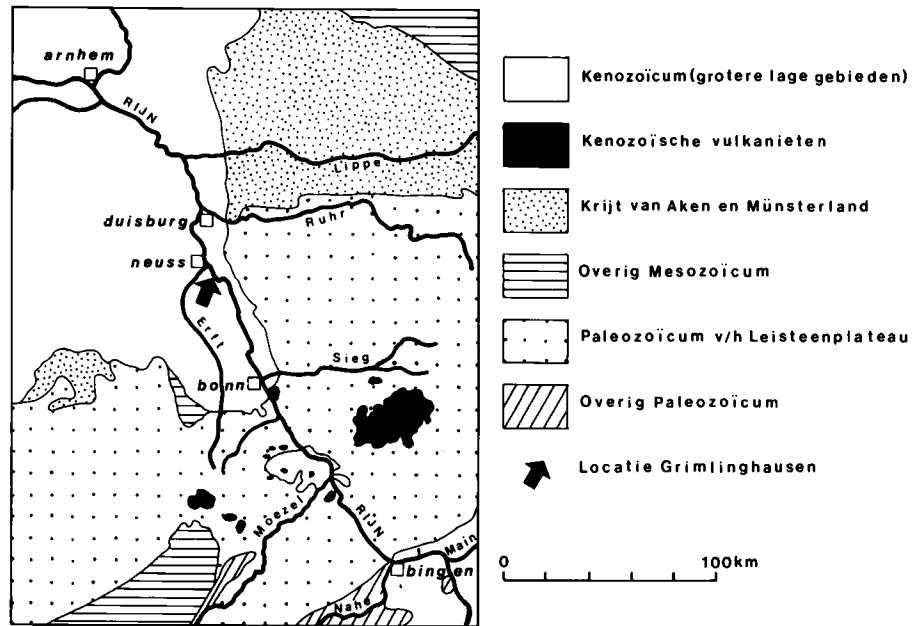 arnhem
RIJN
Lippe
duisburg
Ruhr
neuss
Erft
Sieg
bonn
Moezel
RIJN
Main
bingen
Nahe
Kenozoïcum(grotere lage gebieden)
Kenozoïsche vulkanieten
Krijt van Aken en Münsterland
Overig Mesozoïcum
Paleozoïcum v/h Leisteenplateau
Overig Paleozoïcum
Locatie Grimlinghausen
0 100km